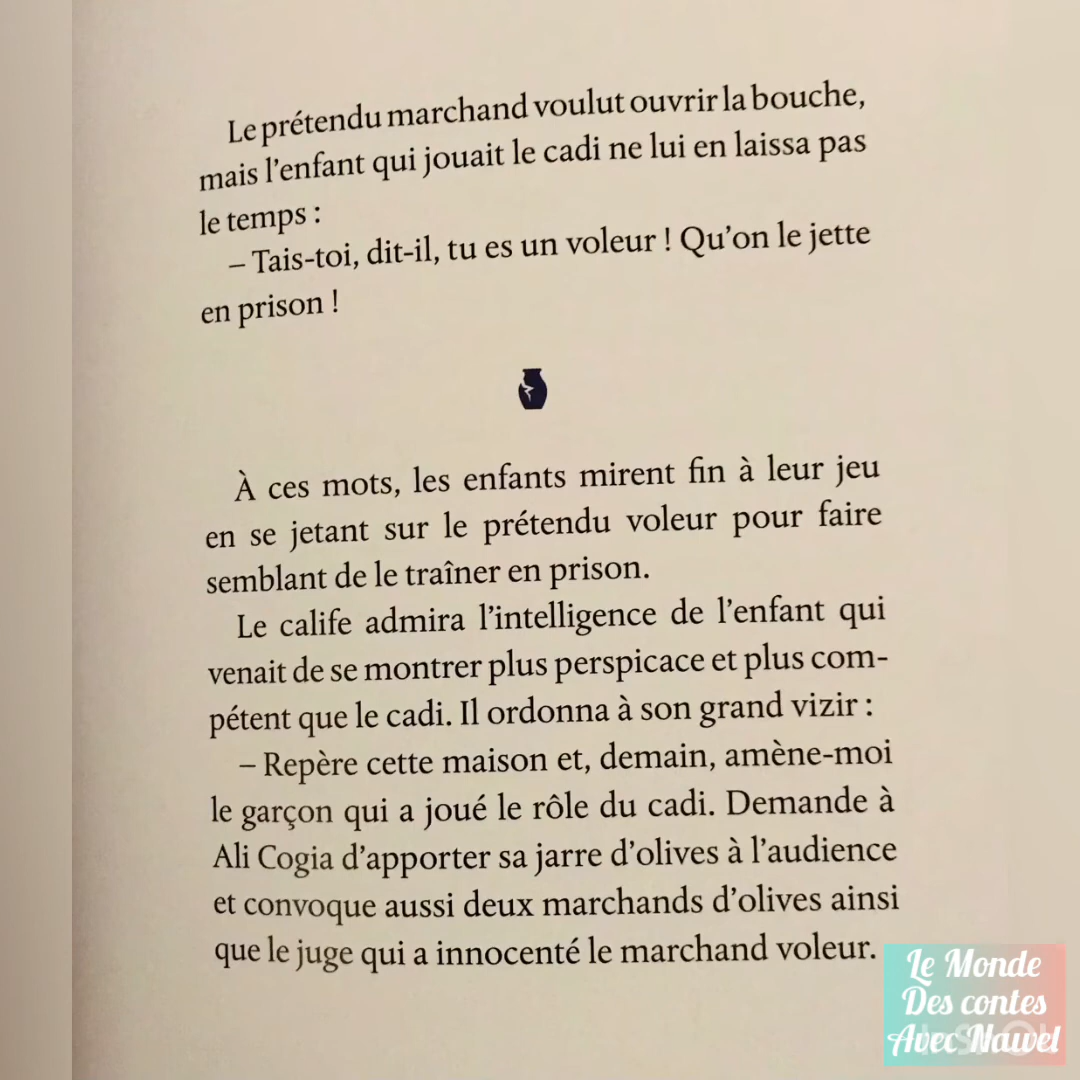 Le prétendu marchand voulut ouvrir la bouche,
mais l'enfant qui jouait le cadi ne lui en laissa pas
le temps :
– Tais-toi, dit-il, tu es un voleur ! Qu'on le jette
en prison !
À ces mots, les enfants mirent fin à leur jeu
en se jetant sur le prétendu voleur pour faire
semblant de le traîner en prison.
Le calife admira l'intelligence de l'enfant qui
venait de se montrer plus perspicace et plus com-
pétent que le cadi. Il ordonna à son grand vizir :
– Repère cette maison et, demain, amène-moi
le garçon qui a joué le rôle du cadi. Demande à
Ali Cogia d'apporter sa jarre d'olives à l'audience
et convoque aussi deux marchands d'olives ainsi
que le juge qui a innocenté le marchand voleur.
Le Monde
Des contes
Avec Nawel